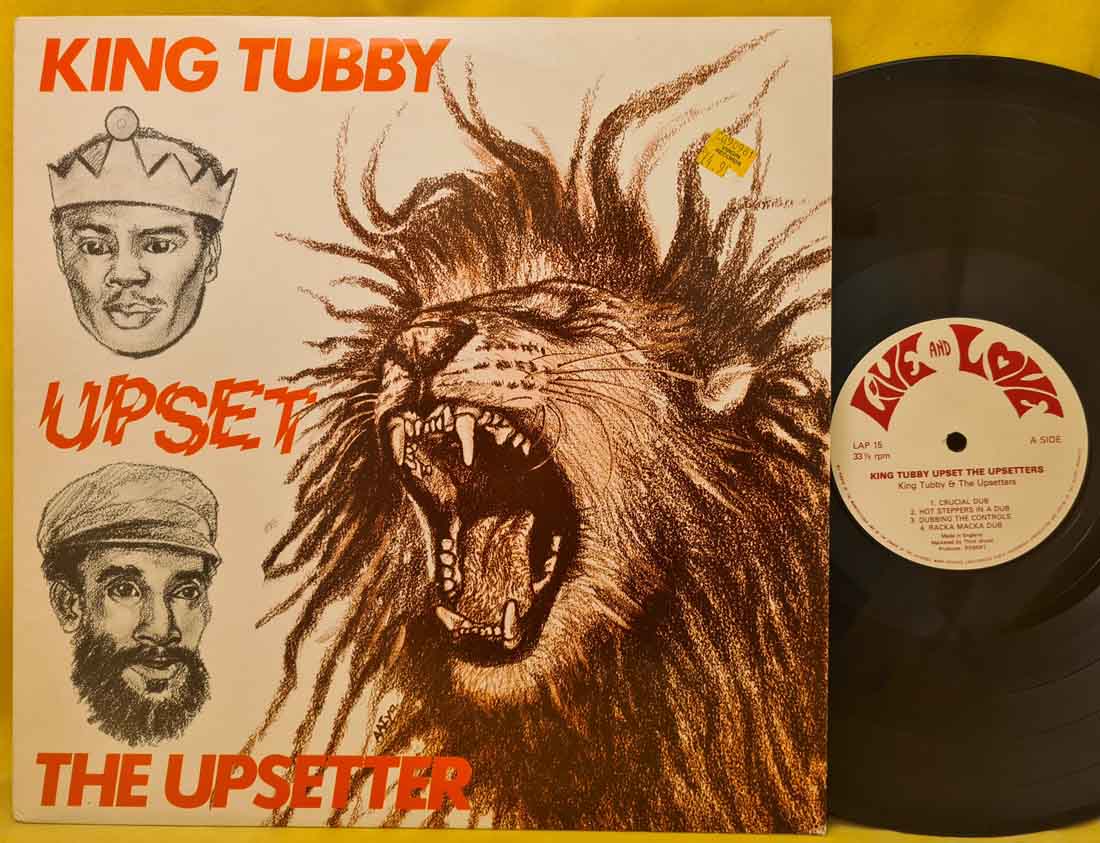 KING TUBBY
UPSET
THE UPSETTER
LIVE AND LOVE
LAP 15
33⅓ rpm
A SIDE
KING TUBBY UPSET THE UPSETTERS
King Tubby & The Upsetters
1. CRUCIAL DUB
2. HOT STEPPERS IN A DUB
3. DUBBING THE CONTROLS
4. RACKA MACKA DUB
Made in England